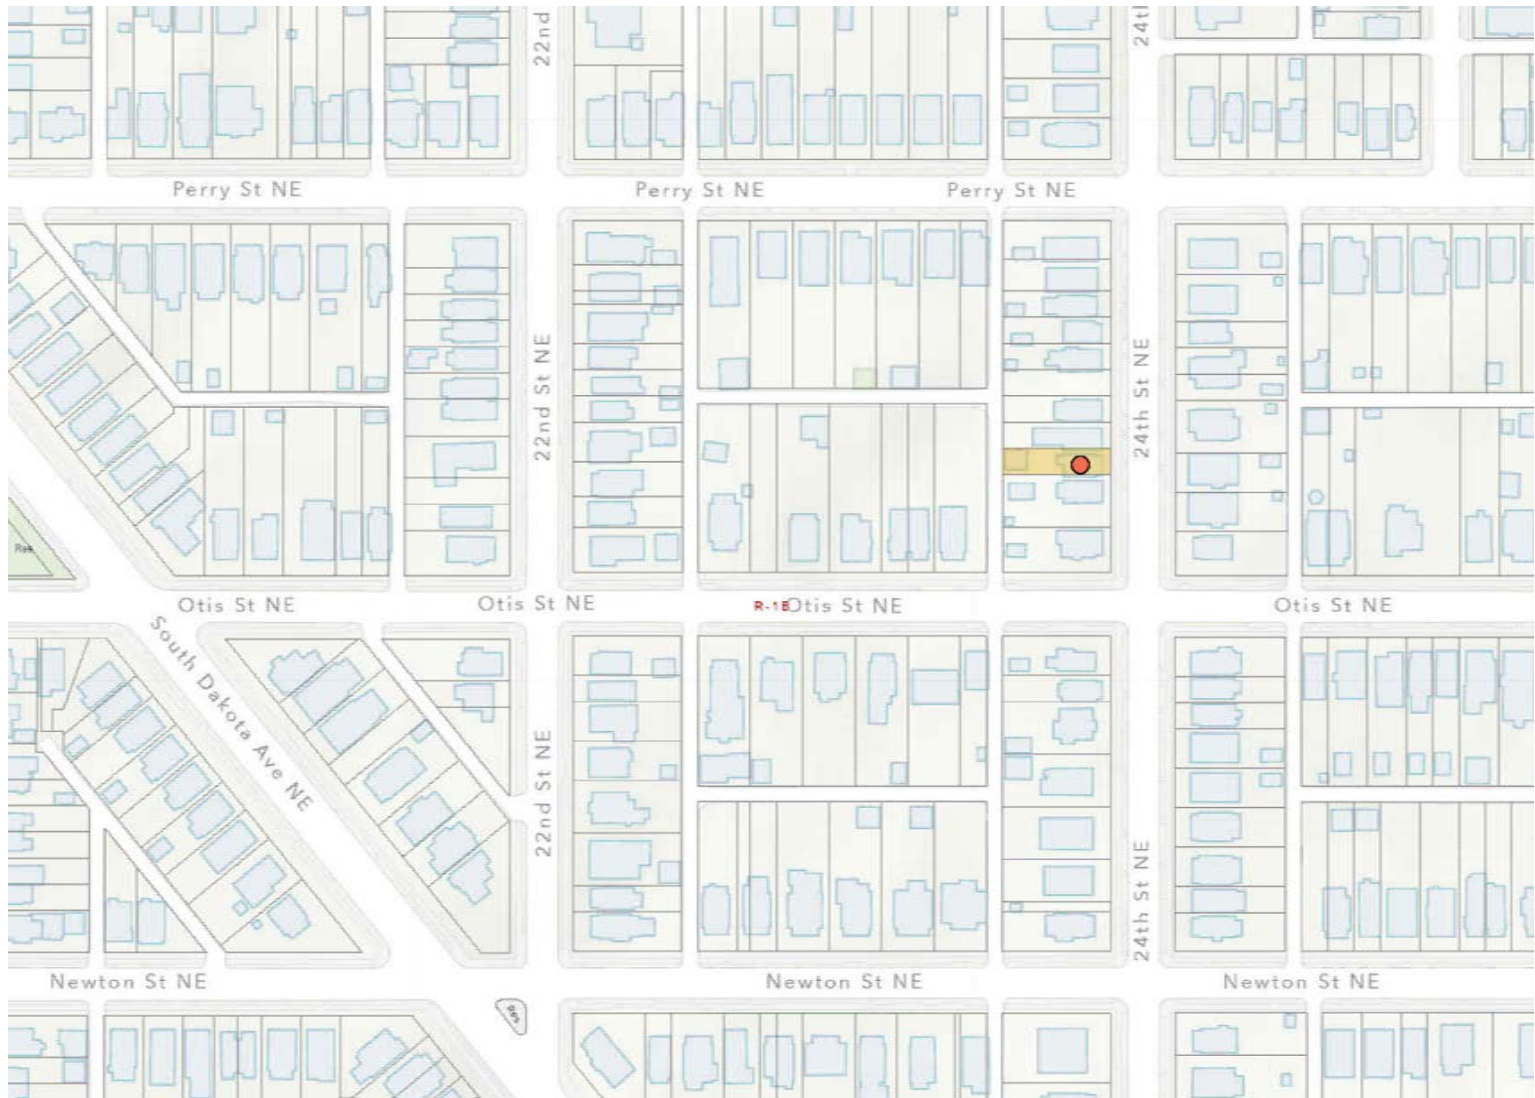 22nd
24th
Perry St NE
Perry St NE
Perry St NE
22nd St NE
24th St NE
Res
Otis St NE
Otis St NE
R-1B
Otis St NE
Otis St NE
South Dakota Ave NE
22nd St NE
24th St NE
Newton St NE
Newton St NE
Newton St NE
Res